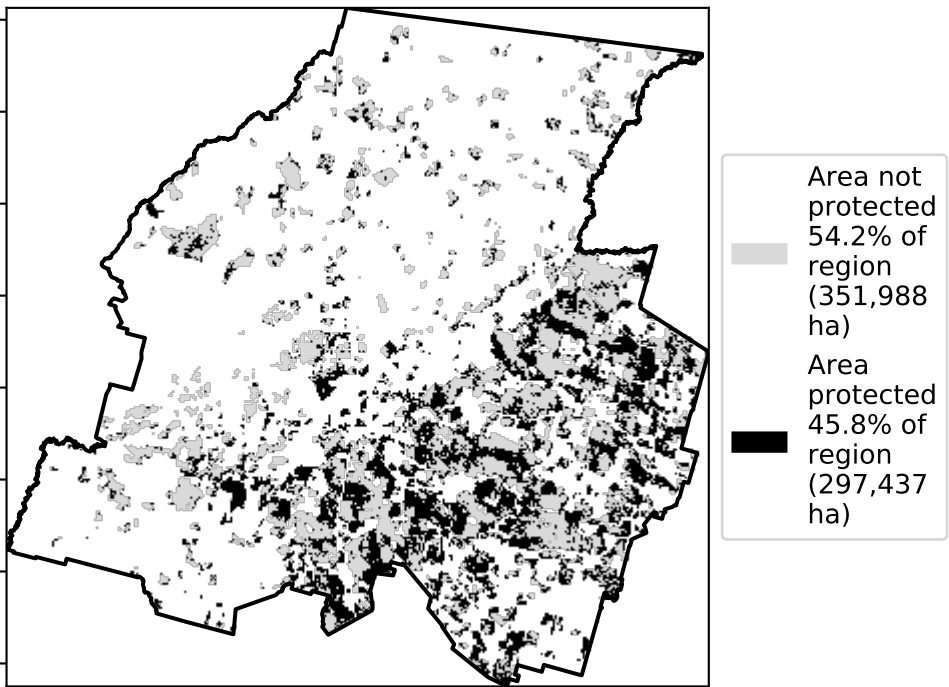 Area not
protected
54.2% of
region
(351,988
ha)
Area
protected
45.8% of
region
(297,437
ha)